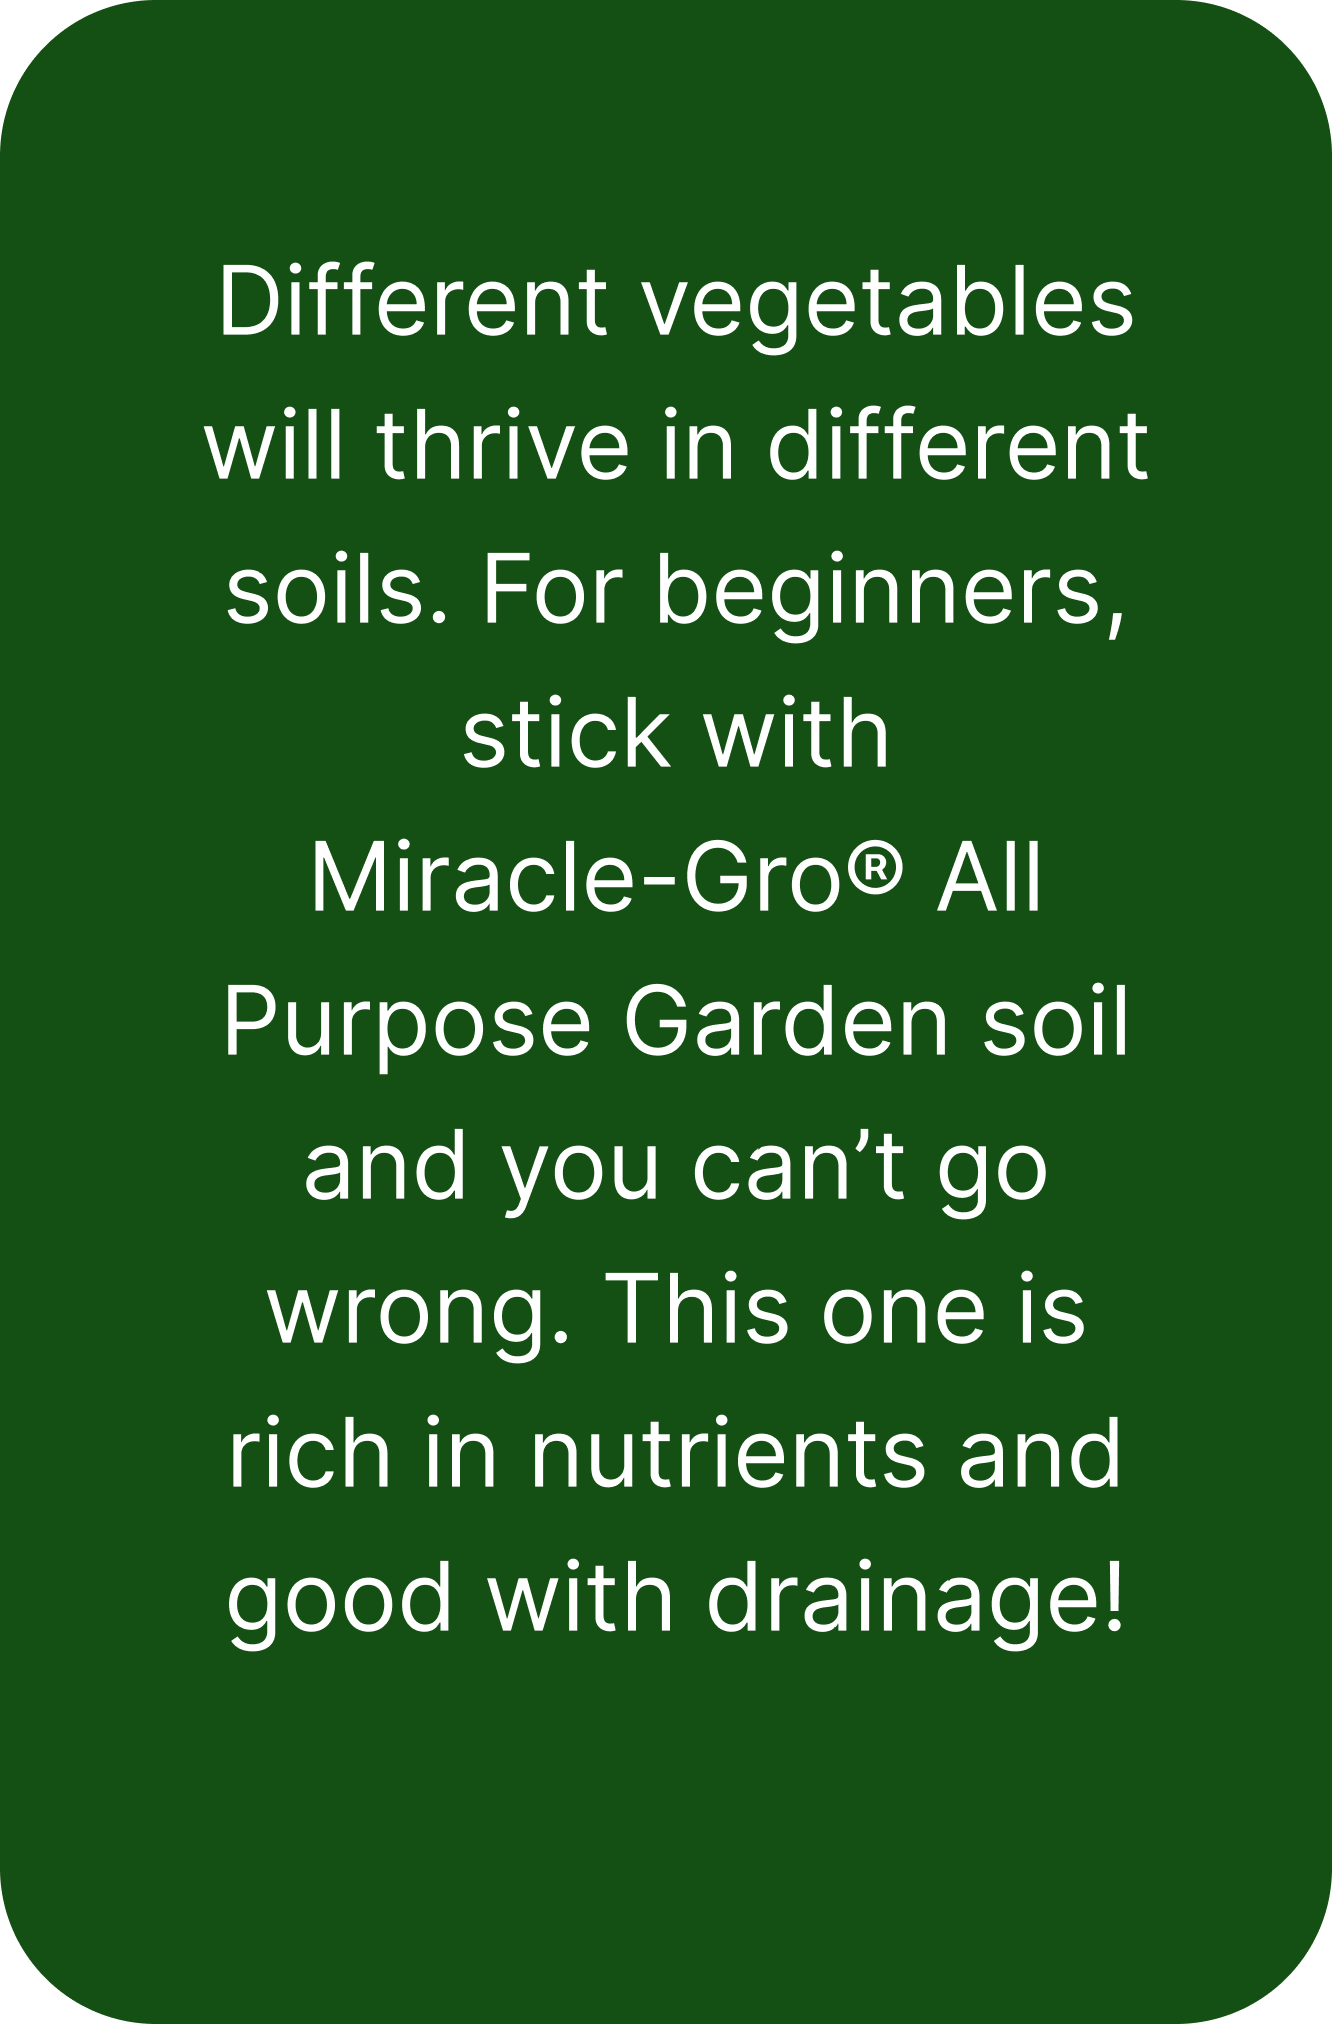 Different vegetables
will thrive in different
soils. For beginners,
stick with
Miracle-Gro® All
Purpose Garden soil
and you can’t go
wrong. This one is
rich in nutrients and
good with drainage!